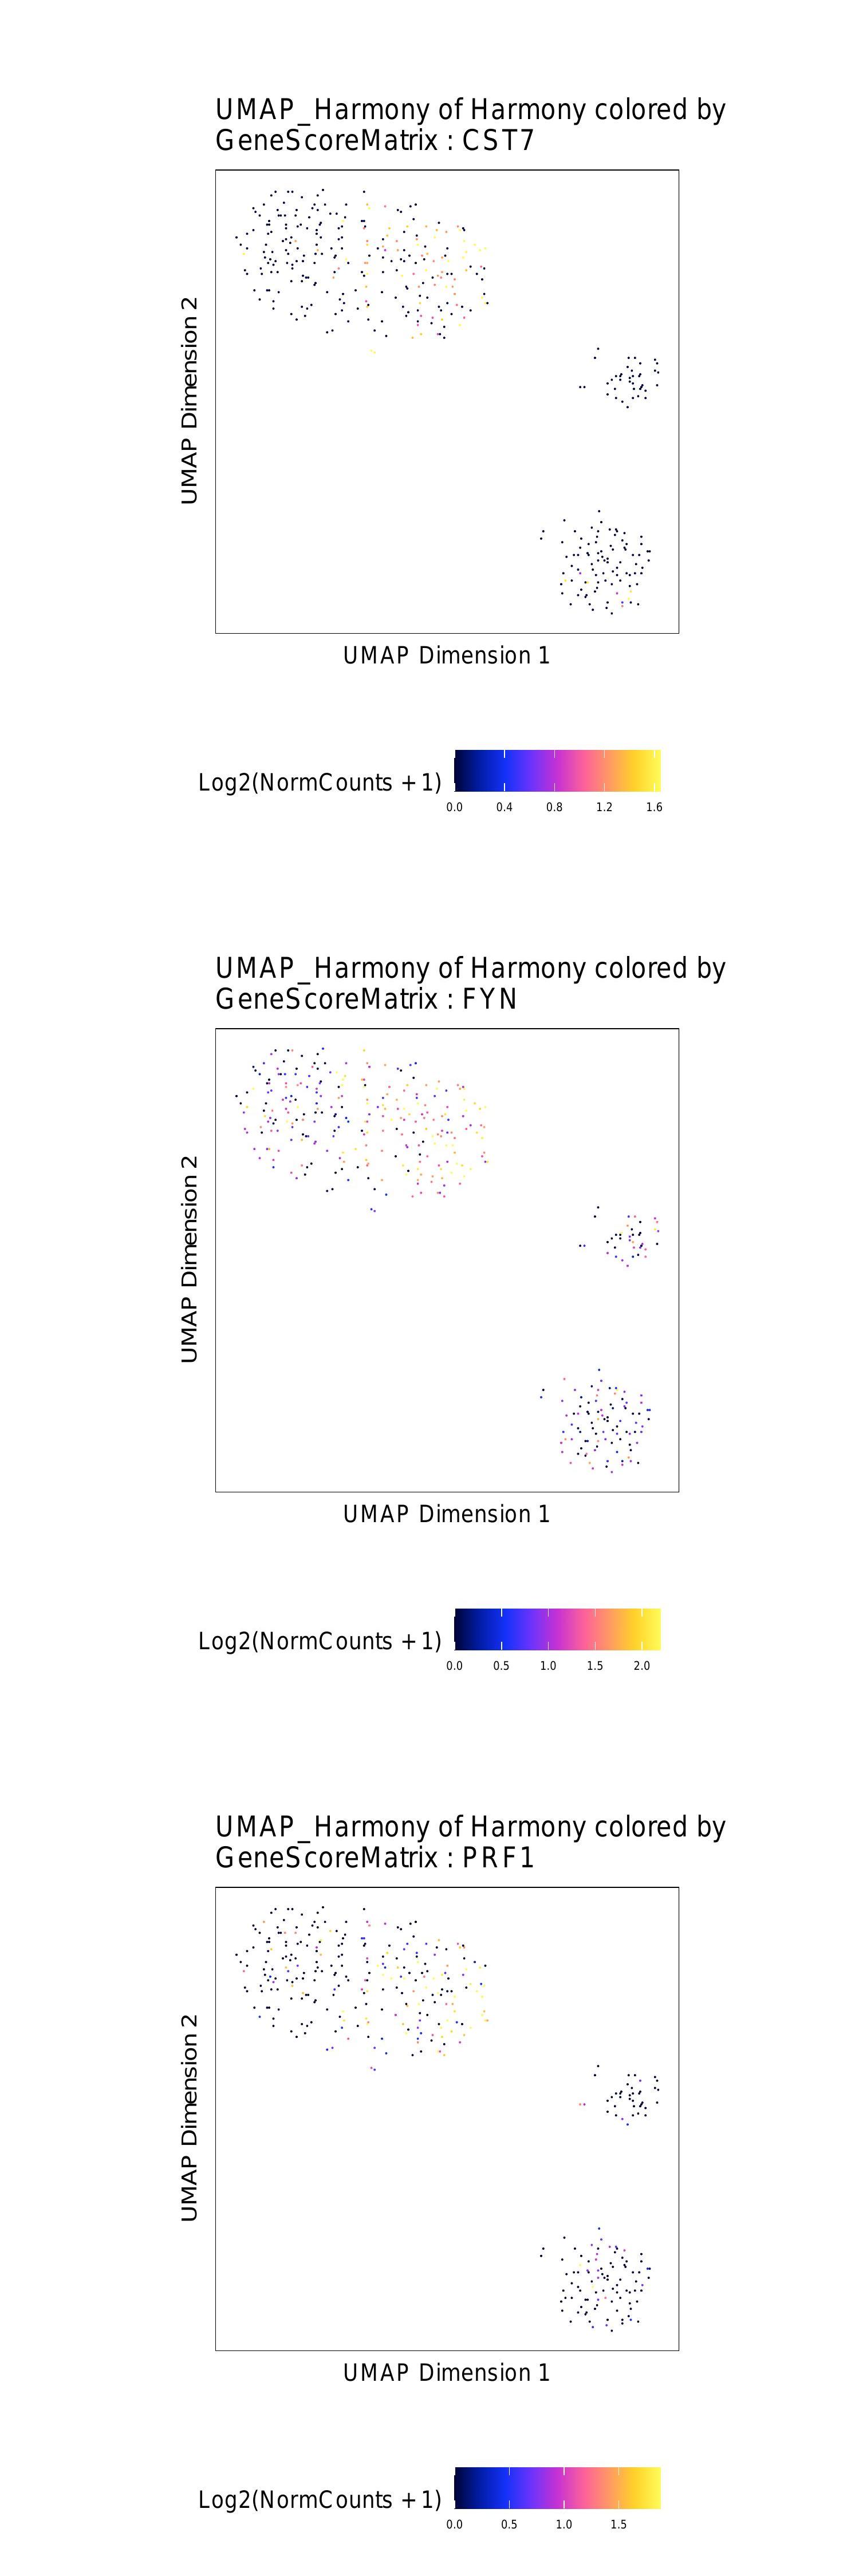 UMAP_Harmony of Harmony colored by
GeneScoreMatrix : CST7
UMAP Dimension 2
UMAP Dimension 1
Log2(NormCounts +1)
0.0 0.4 0.8 1.2 1.6
UMAP_Harmony of Harmony colored by
GeneScoreMatrix : FYN
UMAP Dimension 2
UMAP Dimension 1
Log2(NormCounts +1)
0.0 0.5 1.0 1.5 2.0
UMAP_Harmony of Harmony colored by
GeneScoreMatrix : PRF1
UMAP Dimension 2
UMAP Dimension 1
Log2(NormCounts +1)
0.0 0.5 1.0 1.5